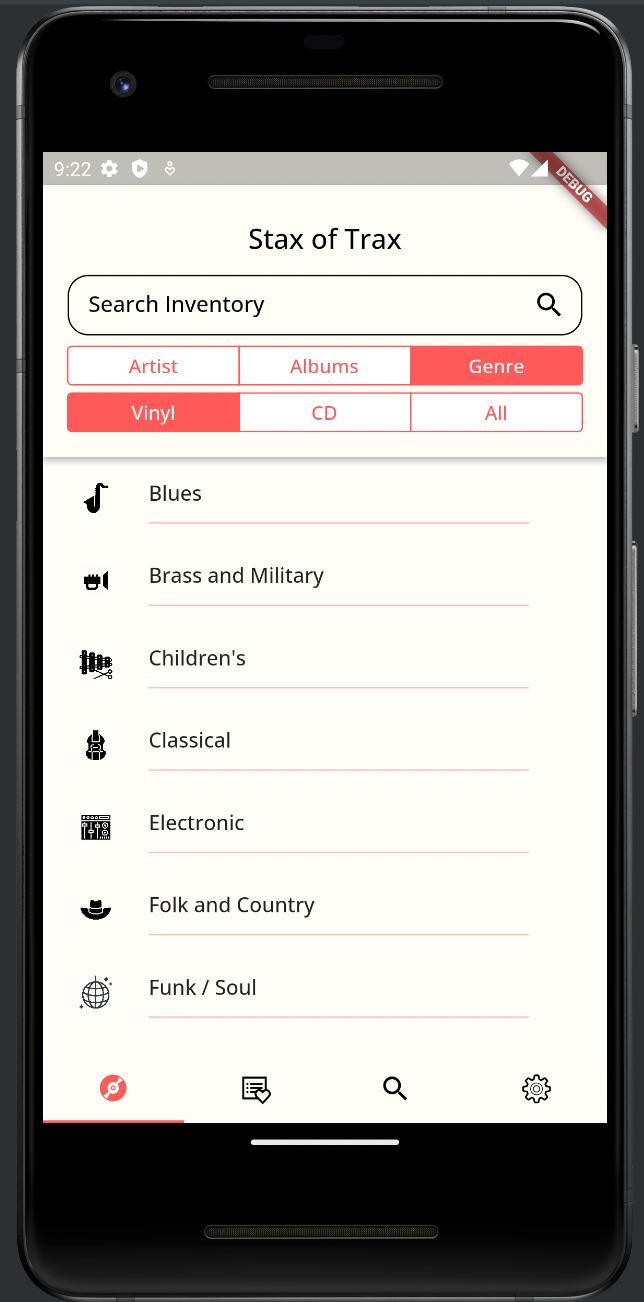 9:22
DEBUG
Stax of Trax
Search Inventory
Artist Albums Genre
Vinyl CD All
Blues
Brass and Military
Children's
Classical
Electronic
Folk and Country
Funk / Soul